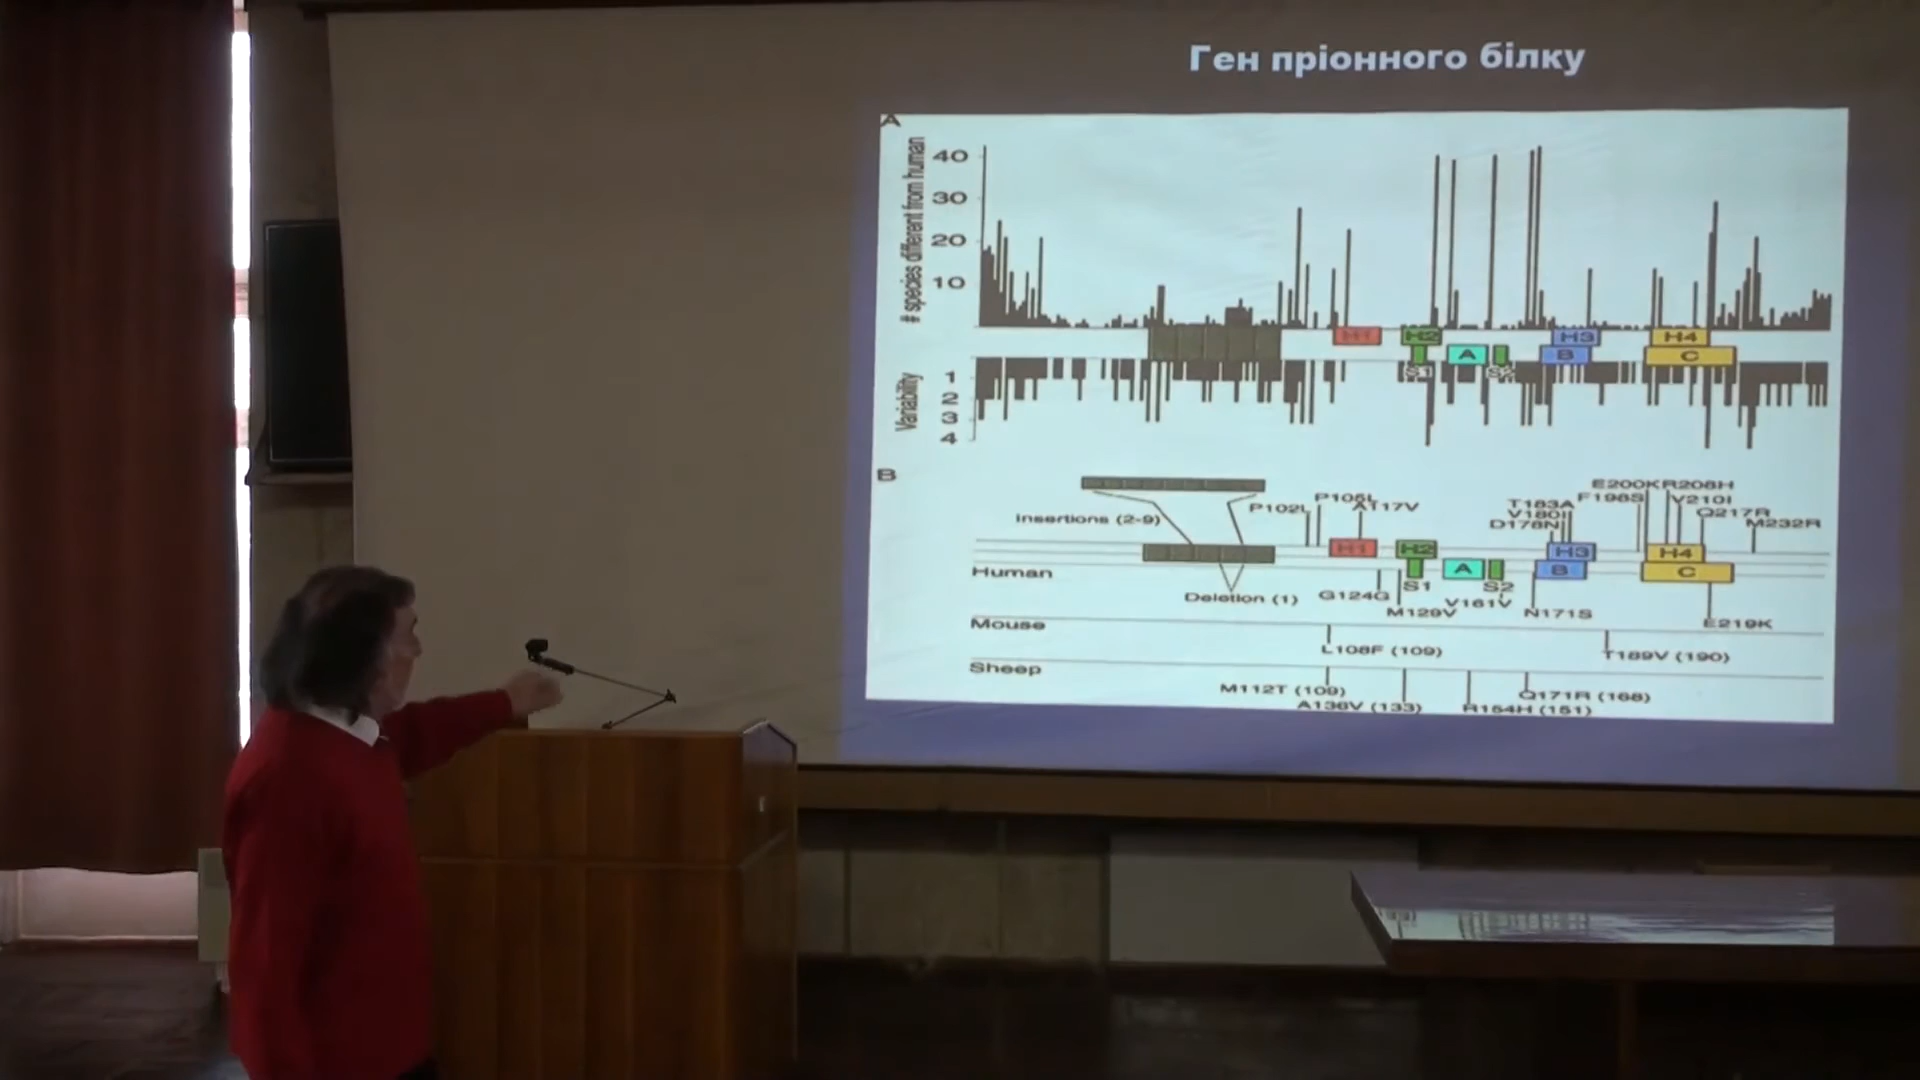 Ген пріонного білку
A
# species different from human
40
30
20
10
H1
H2
H3
H4
S1
A
S2
B
C
Variability
1
2
3
4
B
E200K R208H
P105L
T183A F198S V210I
P102L A117V
V180I Q217R
Insertions (2-9)
D178N M232R
H1 H2 H3 H4
A B C
Human
S1 S2
Deletion (1) G124G V161V
M129V N171S
E219K
Mouse
L108F (109) T189V (190)
Sheep
M112T (109) Q171R (168)
A136V (133) R154H (151)